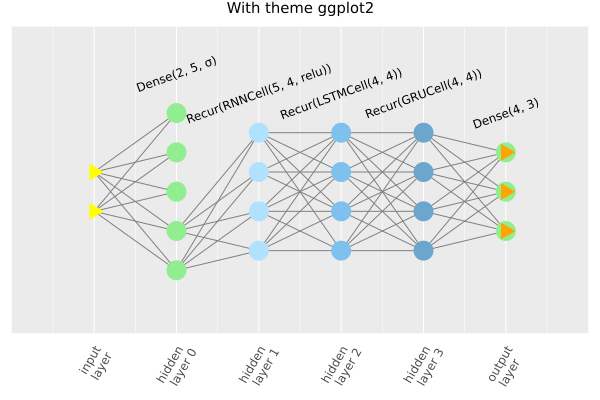 With theme ggplot2
Dense(2, 5, σ)
Recur(RNNCell(5, 4, relu))
Recur(LSTMCell(4, 4))
Recur(GRUCell(4, 4))
Dense(4, 3)
input
layer
hidden
layer 0
hidden
layer 1
hidden
layer 2
hidden
layer 3
output
layer